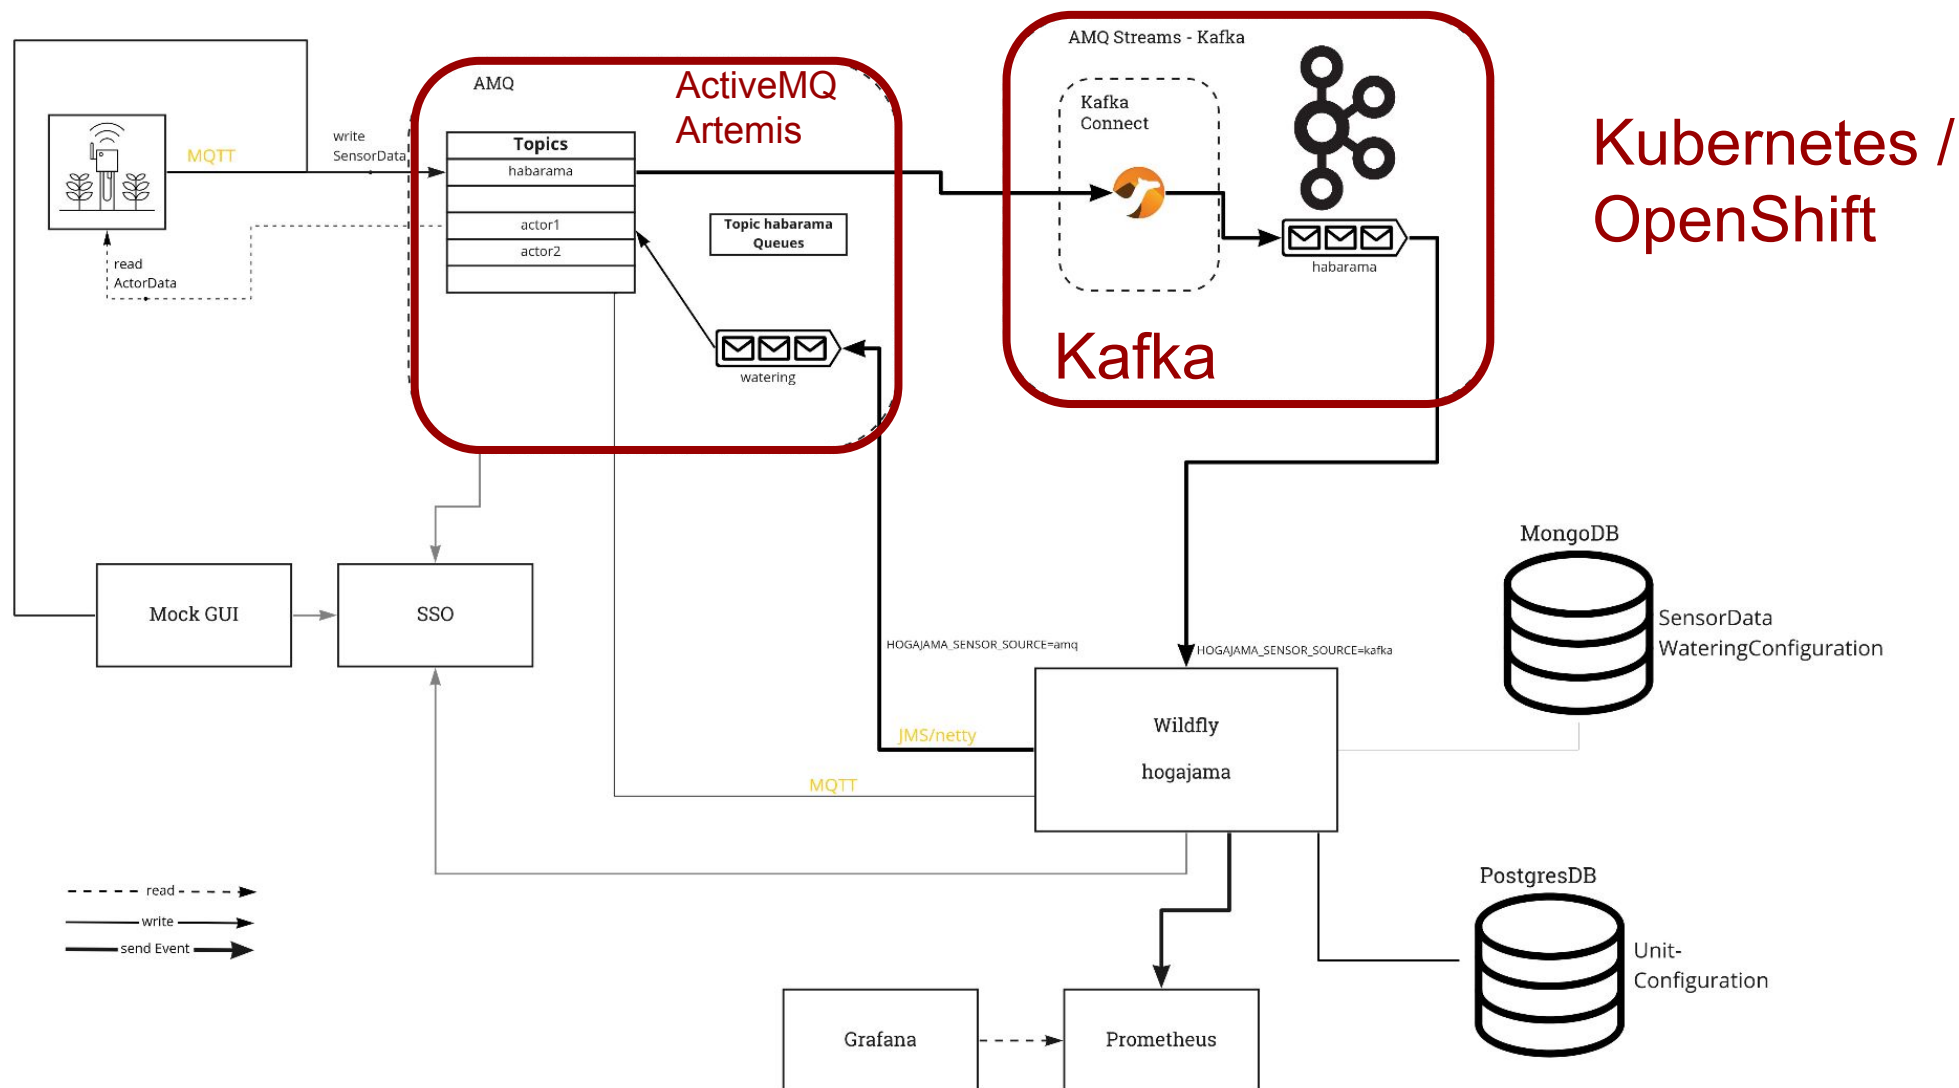 AMQ Streams - Kafka
AMQ
ActiveMQ
Artemis
Kafka
Connect
Kubernetes /
OpenShift
MQTT
write
SensorData
Topics
habarama
actor1
actor2
Topic habarama
Queues
read
ActorData
habarama
Kafka
watering
MongoDB
SensorData
WateringConfiguration
Mock GUI
SSO
HOGAJAMA_SENSOR_SOURCE=amq
HOGAJAMA_SENSOR_SOURCE=kafka
Wildfly
hogajama
JMS/netty
MQTT
PostgresDB
Unit-
Configuration
read
write
send Event
Grafana
Prometheus